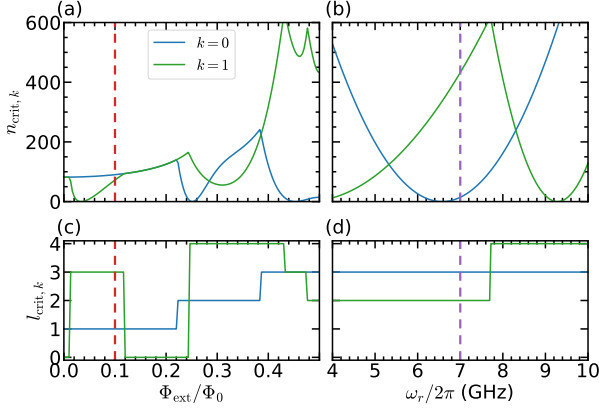 (a)
(b)
600
400
200
0
n_crit,k
k = 0
k = 1
(c)
(d)
4
3
2
1
0
l_crit,k
0.0 0.1 0.2 0.3 0.4
4 5 6 7 8 9 10
Φ_ext/Φ_0
ω_r/2π (GHz)